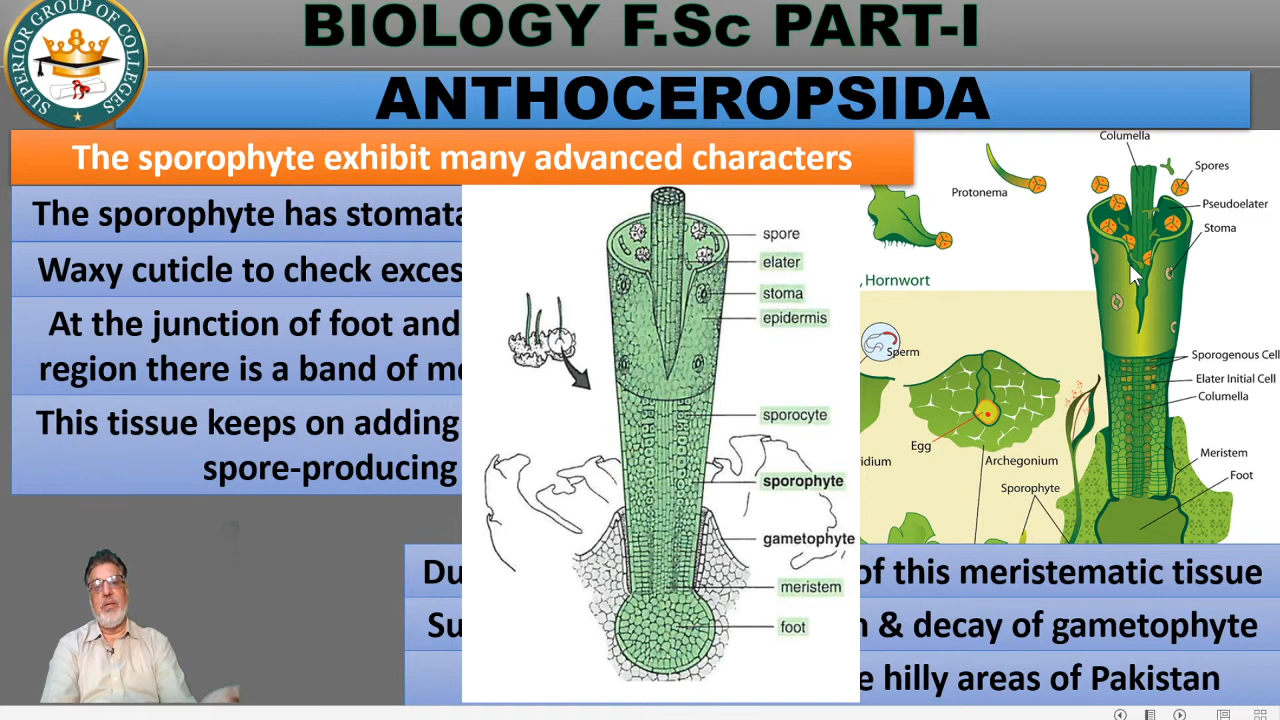 SUPERIOR GROUP OF COLLEGES
BIOLOGY F.Sc PART-I
ANTHOCEROPSIDA
The sporophyte exhibit many advanced characters
The sporophyte has stomata
Waxy cuticle to check exces
At the junction of foot and
region there is a band of me
This tissue keeps on adding
spore-producing
spore
elater
stoma
epidermis
sporocyte
sporophyte
gametophyte
meristem
foot
Columella
Spores
Protonema
Pseudoelater
Stoma
, Hornwort
Sperm
Sporogenous Cell
Elater Initial Cell
Columella
Egg
idium
Archegonium
Meristem
Sporophyte
Foot
Du
of this meristematic tissue
Su
n & decay of gametophyte
e hilly areas of Pakistan